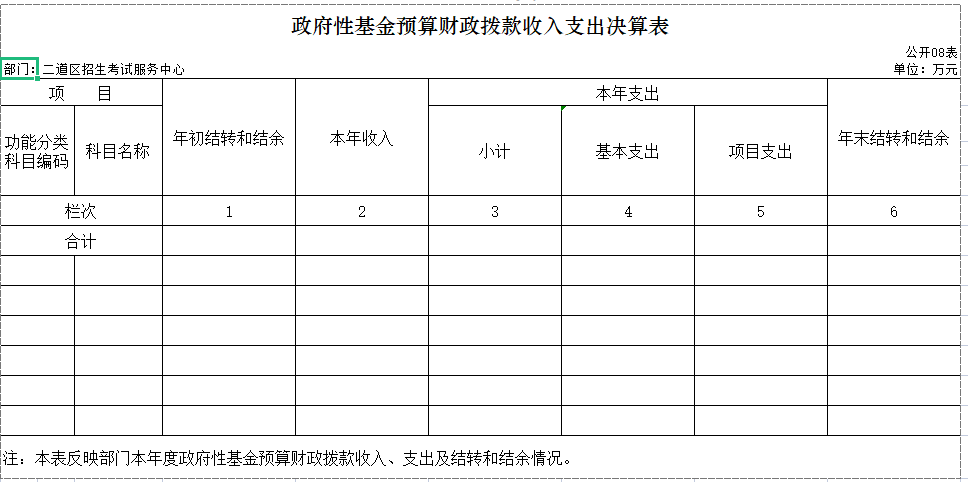 政府性基金预算财政拨款收入支出决算表
公开08表
部门：二道区招生考试服务中心
单位：万元
项　　目
年初结转和结余
本年收入
本年支出
年末结转和结余
功能分类
科目编码
科目名称
小计
基本支出
项目支出
栏次
1
2
3
4
5
6
合计
注：本表反映部门本年度政府性基金预算财政拨款收入、支出及结转和结余情况。